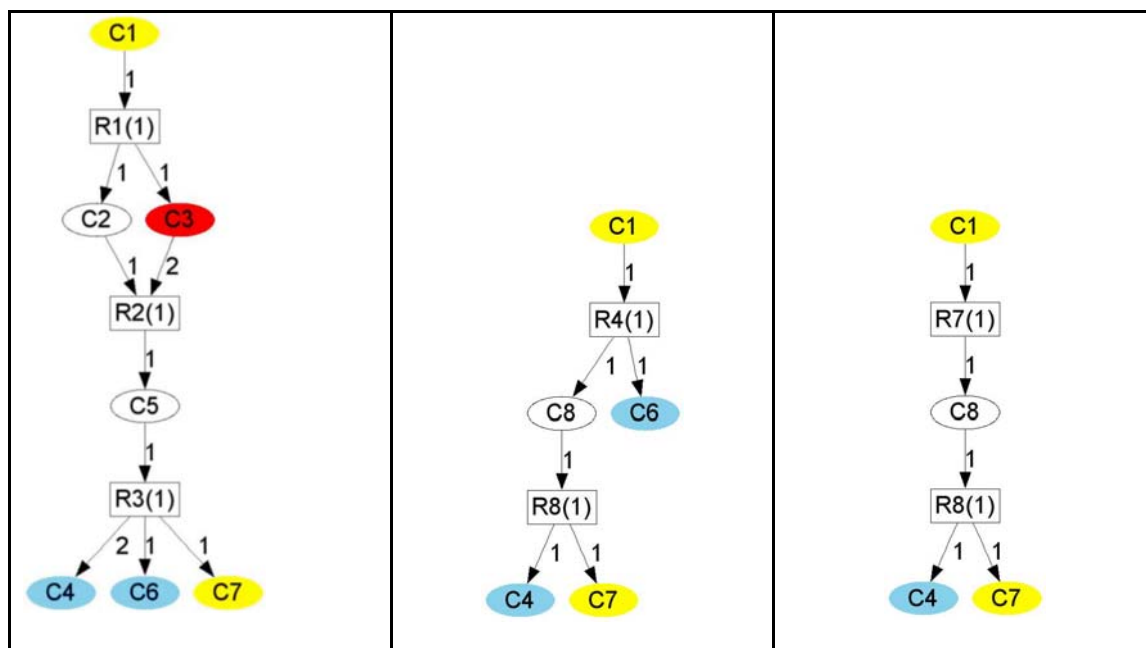 C1
1
R1(1)
1 1
C2 C3
1 2
R2(1)
1
C5
1
R3(1)
2 1 1
C4 C6 C7
C1
1
R4(1)
1 1
C8 C6
1
R8(1)
1 1
C4 C7
C1
1
R7(1)
1
C8
1
R8(1)
1 1
C4 C7